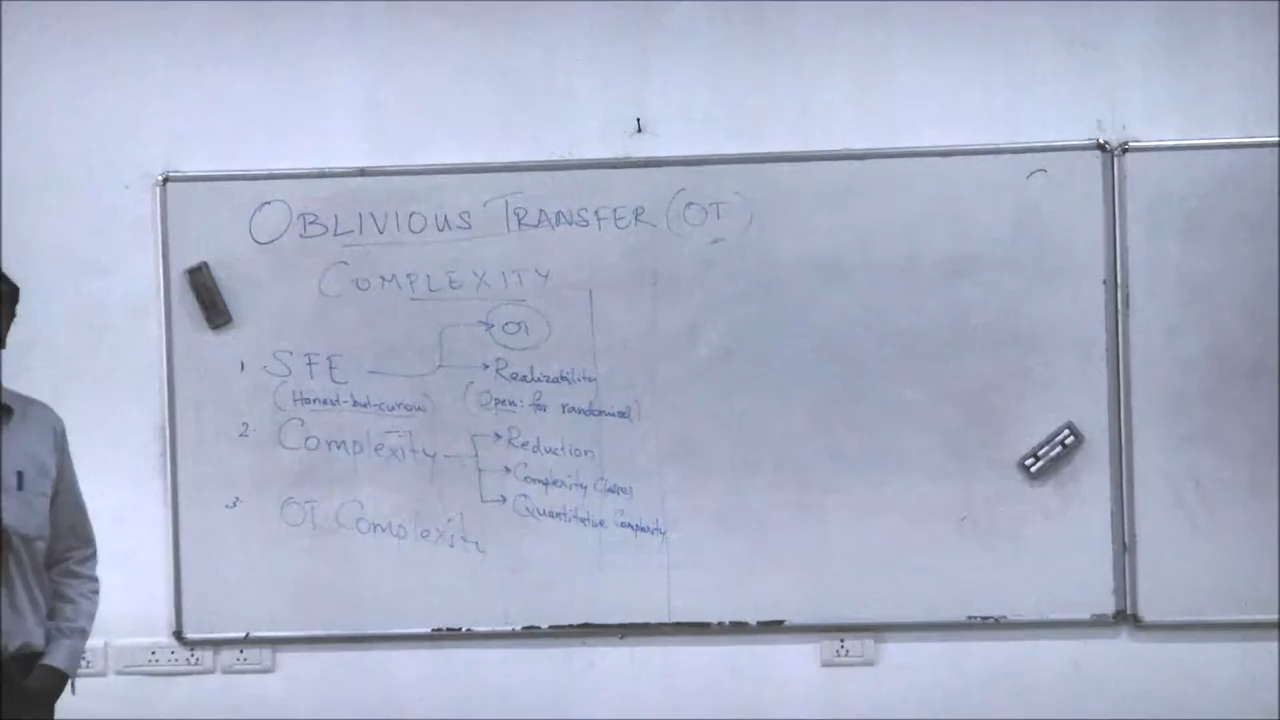 OBLIVIOUS TRANSFER (OT)
COMPLEXITY
OT
1. SFE
Realizability
(Honest-but-curious)
(Open: for randomized)
2. Complexity
Reduction
Complexity Classes
Quantitative Complexity
3. OT Complexity